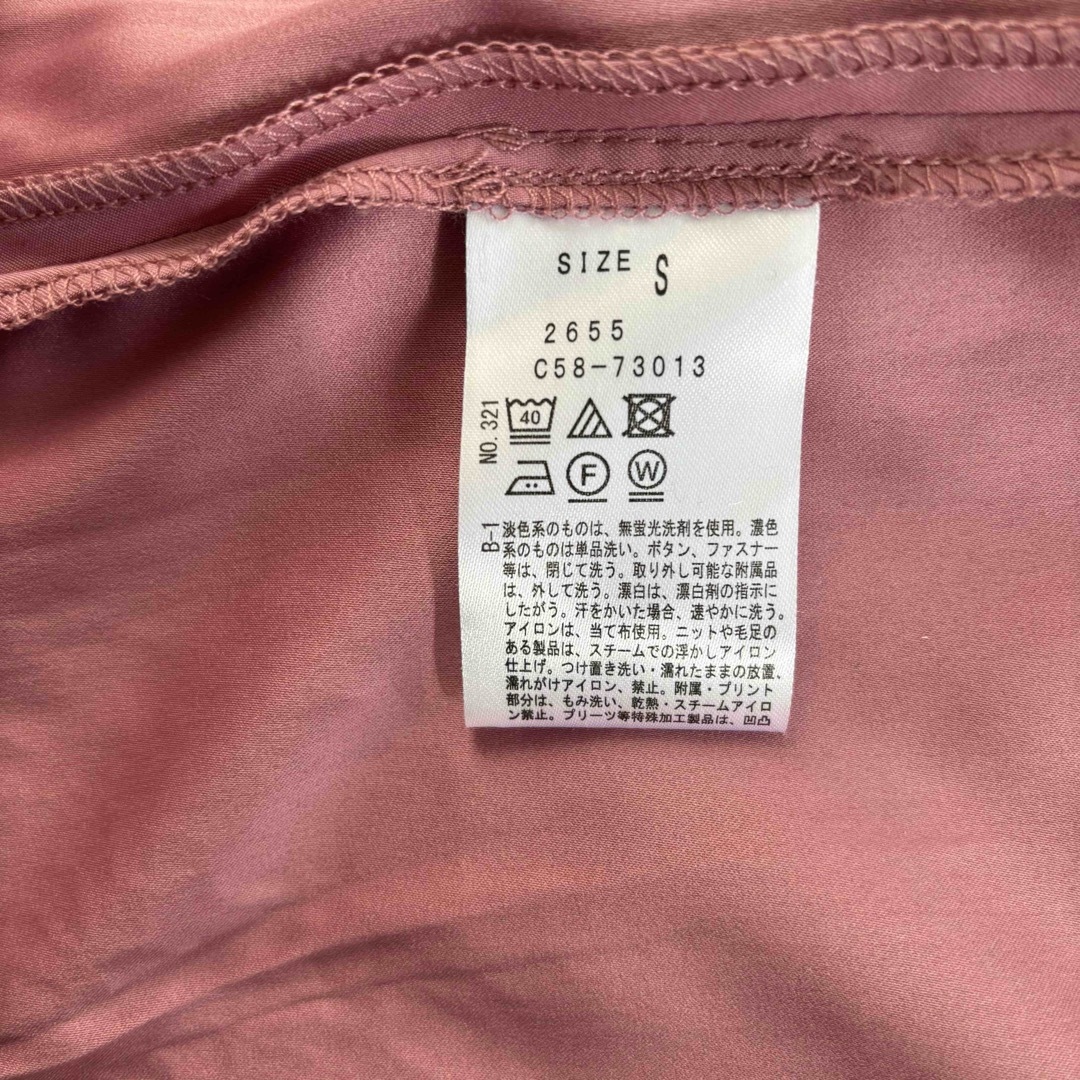 SIZE S
2655
C58-73013
NO.321
40
F
W
B-1
淡色系のものは、無蛍光洗剤を使用。濃色
系のものは単品洗い。ボタン、ファスナー
等は、閉じて洗う。取り外し可能な附属品
は、外して洗う。漂白は、漂白剤の指示に
したがう。汗をかいた場合、速やかに洗う。
アイロンは、当て布使用。ニットや毛足の
ある製品は、スチームでの浮かしアイロン
仕上げ。つけ置き洗い・濡れたままの放置、
濡れがけアイロン、禁止。附属・プリント
部分は、もみ洗い、乾熱・スチームアイロ
ン禁止。プリーツ等特殊加工製品は、凹凸